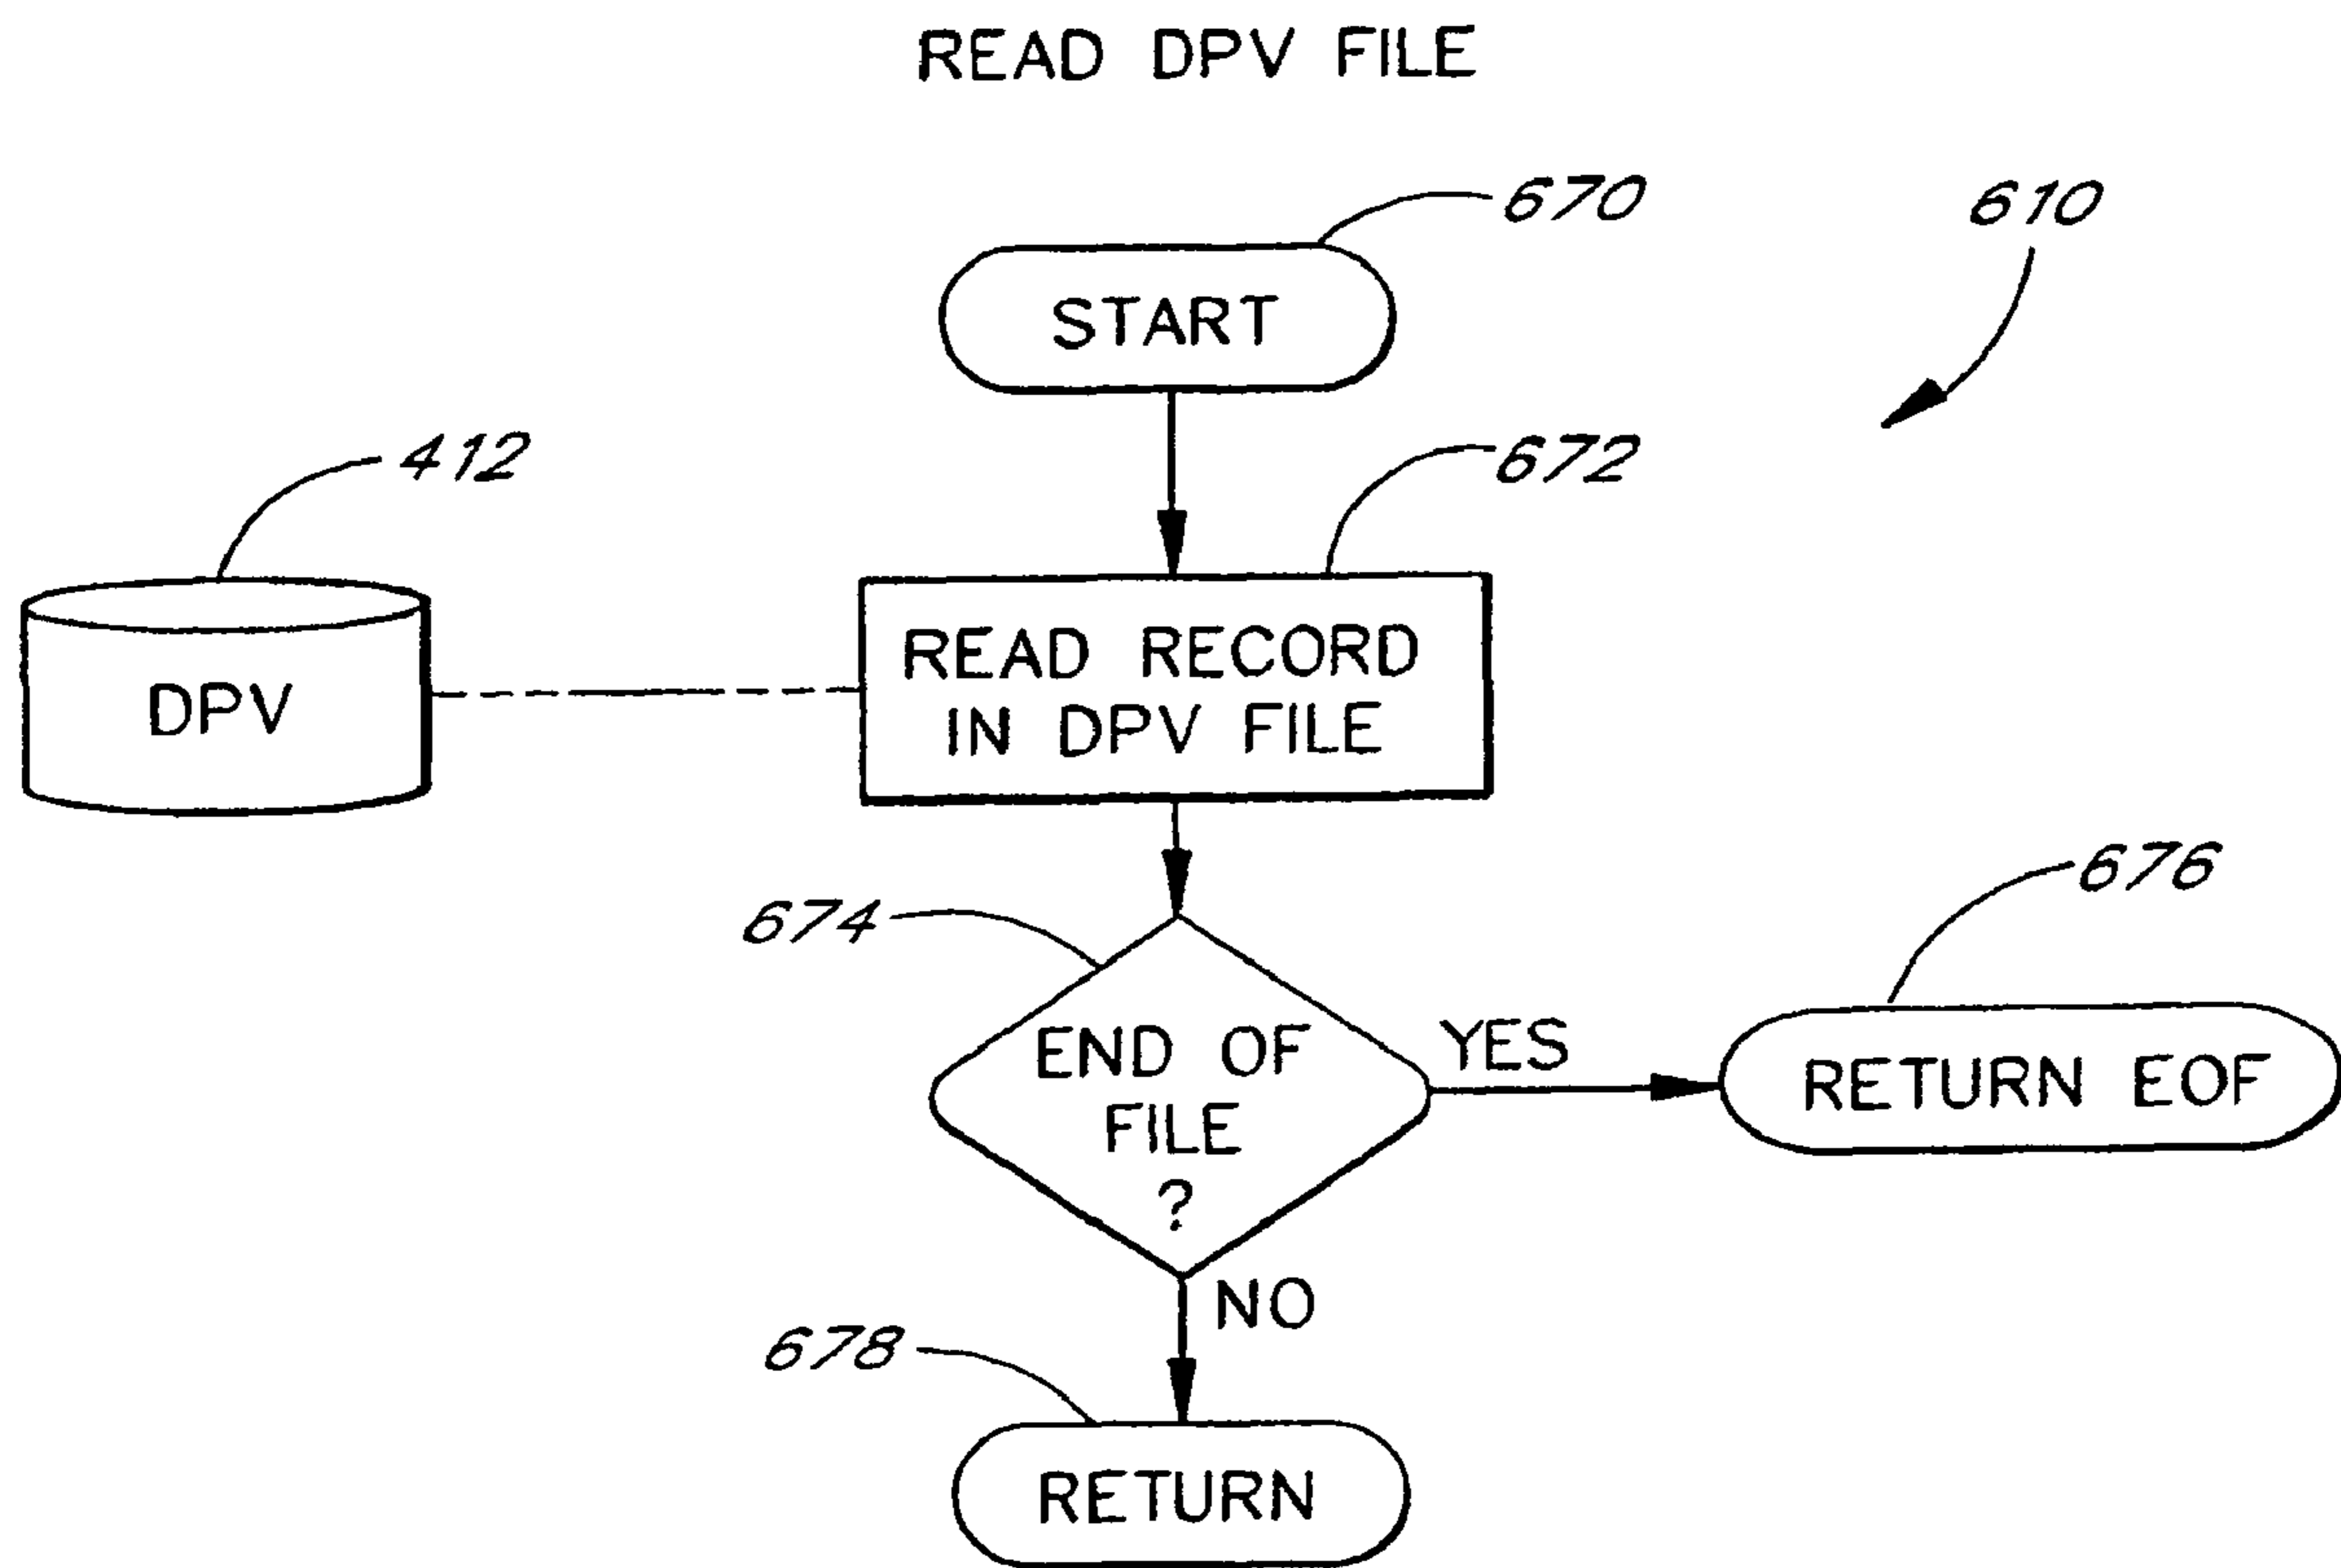 READ DPV FILE
670
610
START
412
672
DPV
READ RECORD
IN DPV FILE
674
676
END OF
FILE
?
YES
RETURN EOF
NO
678
RETURN